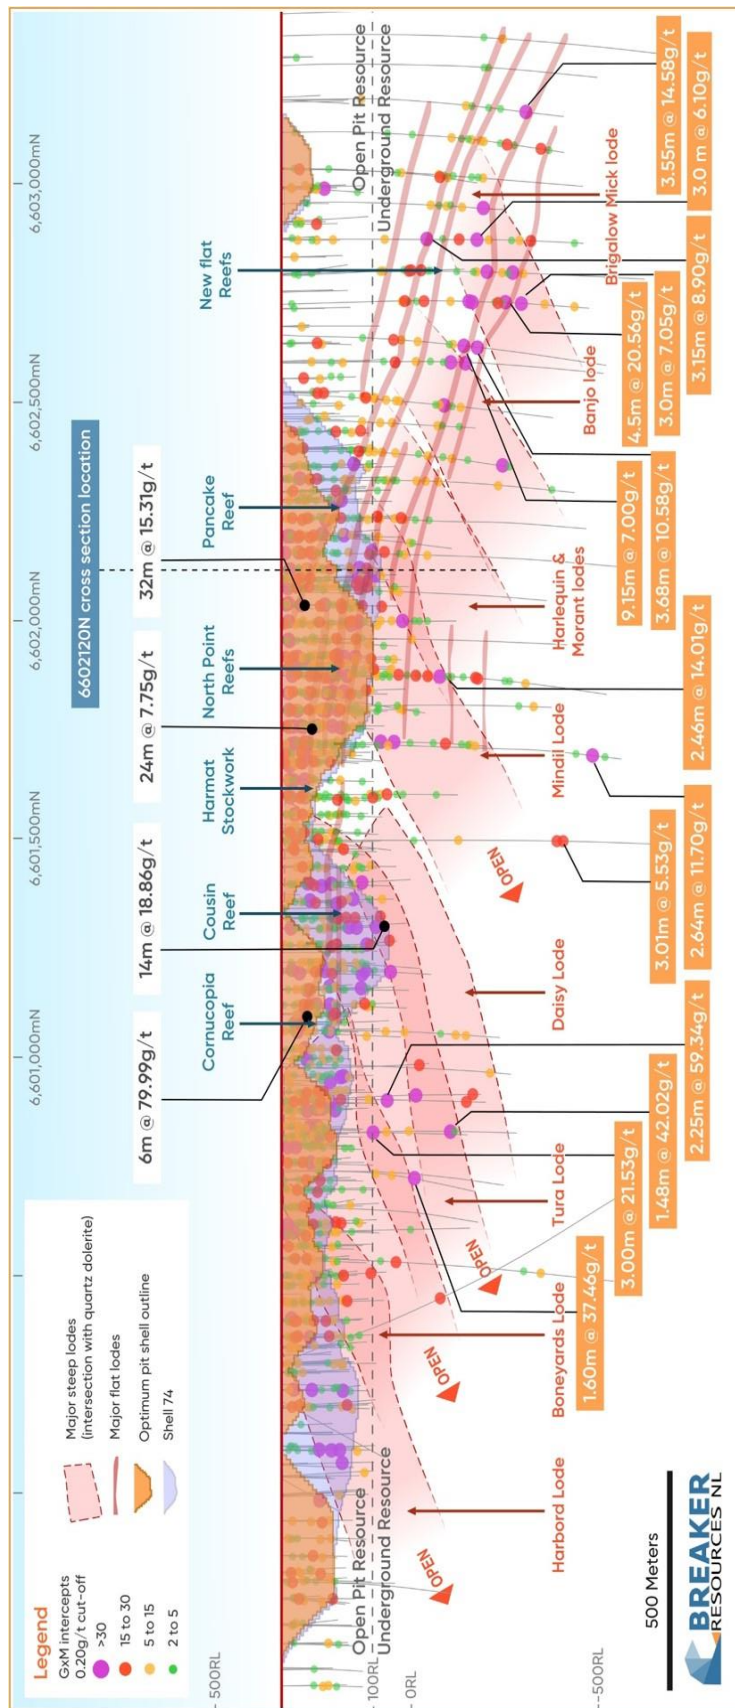 6,601,000mN
6,601,500mN
6,602,000mN
6,602,500mN
6,603,000mN
6602120N cross section location
6m @ 79.99g/t
14m @ 18.86g/t
24m @ 7.75g/t
32m @ 15.31g/t
Cornucopia
Reef
Cousin
Reef
Harmat
Stockwork
North Point
Reefs
Pancake
Reef
New flat
Reefs
Legend
GxM intercepts
0.20g/t cut-off
>30
15 to 30
5 to 15
2 to 5
Major steep lodes
(intersection with quartz dolerite)
Major flat lodes
Optimum pit shell outline
Shell 74
500RL
100RL
0RL
-500RL
Open Pit Resource
Underground Resource
Open Pit Resource
Underground Resource
OPEN
OPEN
OPEN
OPEN
Harbord Lode
Boneyards Lode
Tura Lode
Daisy Lode
Mindil Lode
Harlequin &
Morant lodes
Banjo lode
Brigalow Mick lode
1.60m @ 37.46g/t
3.00m @ 21.53g/t
1.48m @ 42.02g/t
2.25m @ 59.34g/t
3.01m @ 5.53g/t
2.64m @ 11.70g/t
2.46m @ 14.01g/t
9.15m @ 7.00g/t
3.68m @ 10.58g/t
4.5m @ 20.56g/t
3.0m @ 7.05g/t
3.15m @ 8.90g/t
3.55m @ 14.58g/t
3.0 m @ 6.10g/t
500 Meters
BREAKER
RESOURCES NL